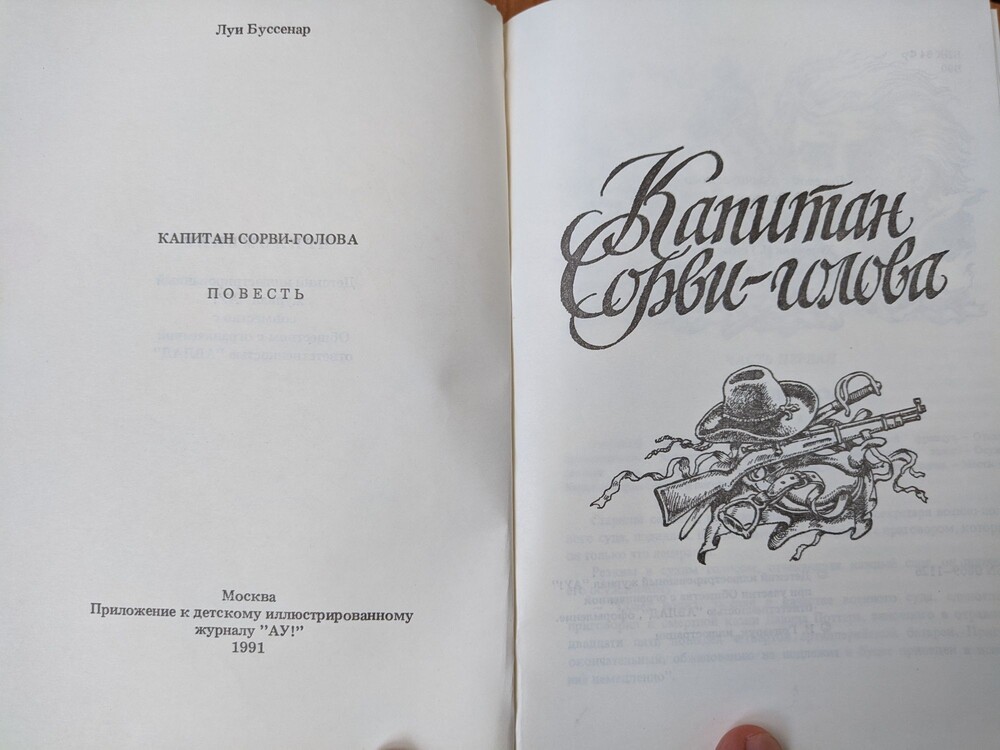 Луи Буссенар
КАПИТАН СОРВИ-ГОЛОВА
ПОВЕСТЬ
Москва
Приложение к детскому иллюстрированному
журналу "АУ!"
1991
Капитан
Сорви-голова